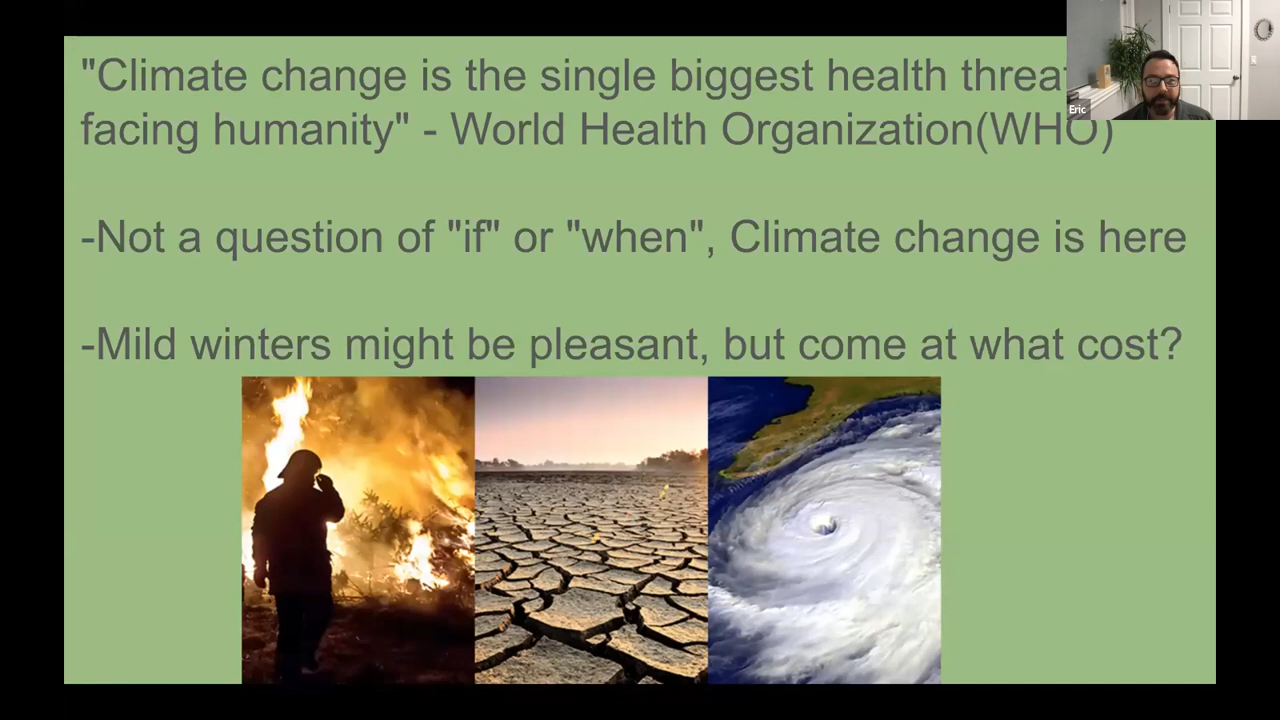 "Climate change is the single biggest health threat
facing humanity" - World Health Organization(WHO)
-Not a question of "if" or "when", Climate change is here
-Mild winters might be pleasant, but come at what cost?
Eric